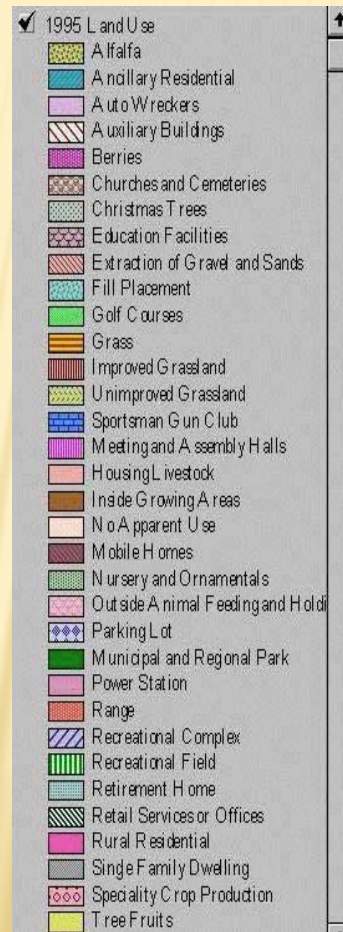 1995 Land Use
Alfalfa
Ancillary Residential
Auto Wreckers
Auxiliary Buildings
Berries
Churches and Cemeteries
Christmas Trees
Education Facilities
Extraction of Gravel and Sands
Fill Placement
Golf Courses
Grass
Improved Grassland
Unimproved Grassland
Sportsman Gun Club
Meeting and Assembly Halls
Housing Livestock
Inside Growing Areas
No Apparent Use
Mobile Homes
Nursery and Ornamentals
Outside Animal Feeding and Holdi
Parking Lot
Municipal and Regional Park
Power Station
Range
Recreational Complex
Recreational Field
Retirement Home
Retail Services or Offices
Rural Residential
Single Family Dwelling
Speciality Crop Production
Tree Fruits